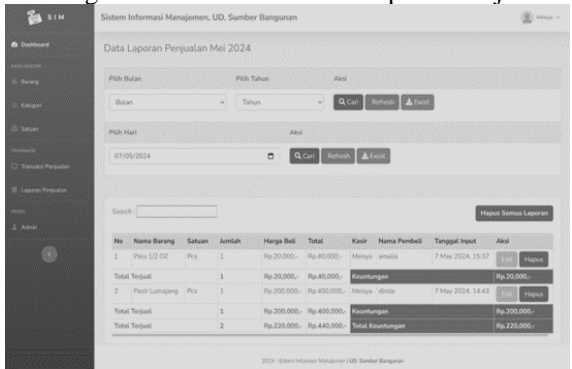 SIM
Sistem Informasi Manajemen, UD. Sumber Bangunan
Meisya
Dashboard
Data Laporan Penjualan Mei 2024
DATA MASTER
Barang
Kategori
Satuan
Transaksi Penjualan
Laporan Penjualan
PROFIL
Admin
Pilih Bulan Pilih Tahun Aksi
Bulan Tahun Cari Refresh Excel
Pilih Hari Aksi
07/05/2024 Cari Refresh Excel
Search :
Hapus Semua Laporan
No Nama Barang Satuan Jumlah Harga Beli Total Kasir Nama Pembeli Tanggal Input Aksi
1 Palu 1/2 OZ Pcs 1 Rp.20.000,- Rp.40.000,- Meisya amalia 7 May 2024, 15:37 Edit Hapus
Total Terjual 1 Rp.20.000,- Rp.40.000,- Keuntungan Rp.20.000,-
2 Pasir Lumajang Pcs 1 Rp.200.000,- Rp.400.000,- Meisya dinda 7 May 2024, 14:43 Edit Hapus
Total Terjual 1 Rp.200.000,- Rp.400.000,- Keuntungan Rp.200.000,-
Total Terjual 2 Rp.220.000,- Rp.440.000,- Total Keuntungan Rp.220.000,-
2024 - Sistem Informasi Manajemen | UD. Sumber Bangunan